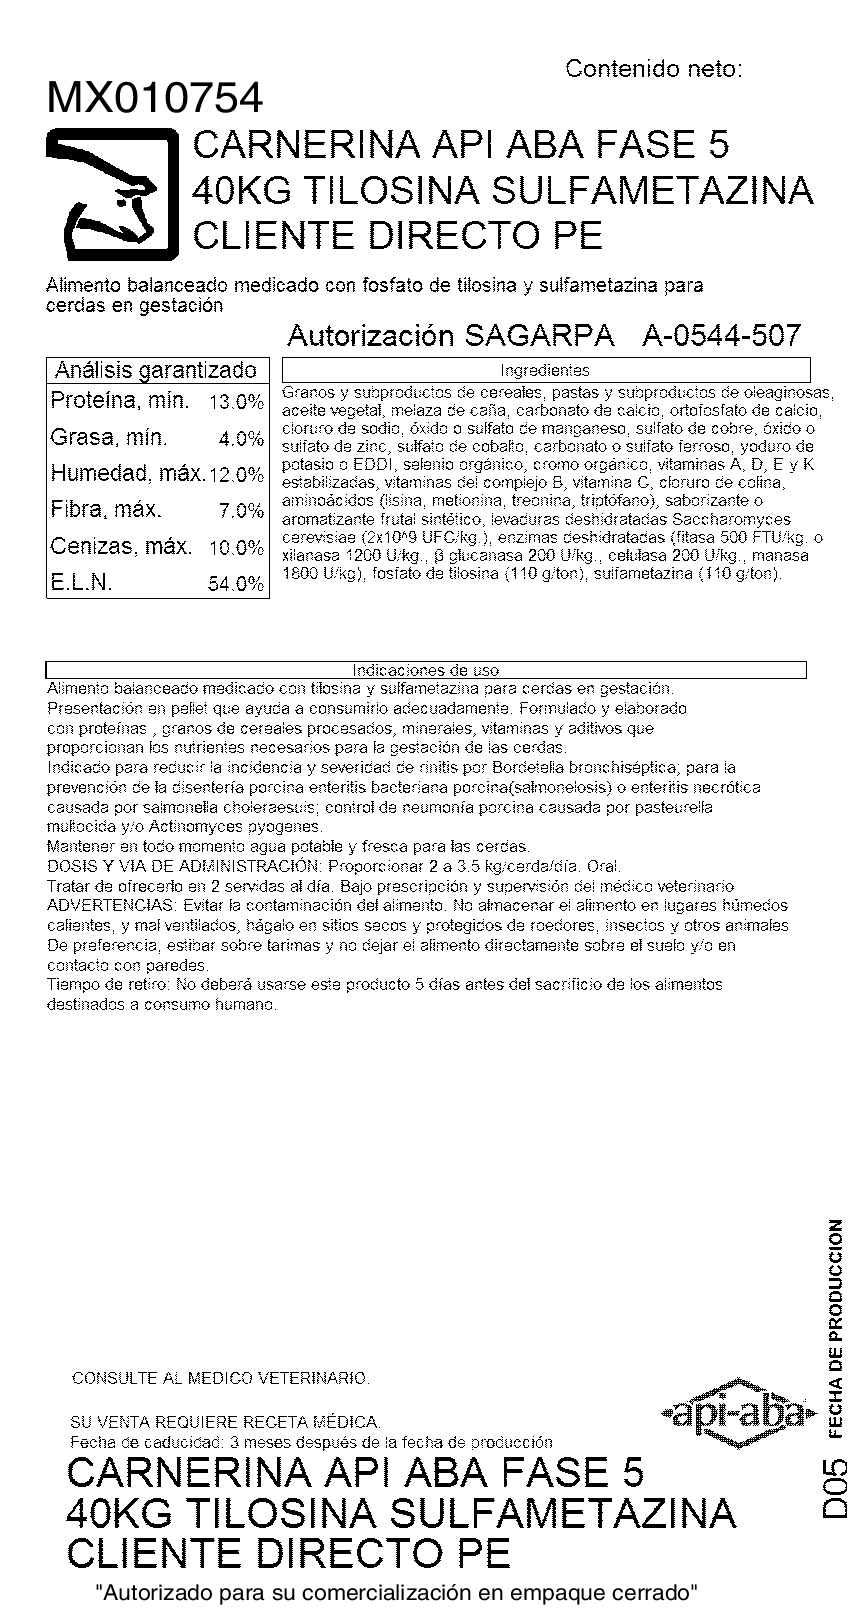 Contenido neto:
MX010754
CARNERINA API ABA FASE 5
40KG TILOSINA SULFAMETAZINA
CLIENTE DIRECTO PE
Alimento balanceado medicado con fosfato de tilosina y sulfametazina para
cerdas en gestación
Autorización SAGARPA A-0544-507
Análisis garantizado
Proteína, mín. 13.0%
Grasa, mín. 4.0%
Humedad, máx. 12.0%
Fibra, máx. 7.0%
Cenizas, máx. 10.0%
E.L.N. 54.0%
Ingredientes
Granos y subproductos de cereales, pastas y subproductos de oleaginosas,
aceite vegetal, melaza de caña, carbonato de calcio, ortofosfato de calcio,
cloruro de sodio, óxido o sulfato de manganeso, sulfato de cobre, óxido o
sulfato de zinc, sulfato de cobalto, carbonato o sulfato ferroso, yoduro de
potasio o EDDI, selenio orgánico, cromo orgánico, vitaminas A, D, E y K
estabilizadas, vitaminas del complejo B, vitamina C, cloruro de colina,
aminoácidos (lisina, metionina, treonina, triptófano), saborizante o
aromatizante frutal sintético, levaduras deshidratadas Saccharomyces
cerevisiae (2x10^9 UFC/kg.), enzimas deshidratadas (fitasa 500 FTU/kg. o
xilanasa 1200 U/kg., β glucanasa 200 U/kg., celulasa 200 U/kg., manasa
1800 U/kg), fosfato de tilosina (110 g/ton), sulfametazina (110 g/ton).
Indicaciones de uso
Alimento balanceado medicado con tilosina y sulfametazina para cerdas en gestación.
Presentación en pellet que ayuda a consumirlo adecuadamente. Formulado y elaborado
con proteínas , granos de cereales procesados, minerales, vitaminas y aditivos que
proporcionan los nutrientes necesarios para la gestación de las cerdas.
Indicado para reducir la incidencia y severidad de rinitis por Bordetella bronchiséptica; para la
prevención de la disentería porcina enteritis bacteriana porcina(salmonelosis) o enteritis necrótica
causada por salmonella choleraesuis; control de neumonía porcina causada por pasteurella
multocida y/o Actinomyces pyogenes.
Mantener en todo momento agua potable y fresca para las cerdas.
DOSIS Y VIA DE ADMINISTRACIÓN: Proporcionar 2 a 3.5 kg/cerda/día. Oral.
Tratar de ofrecerlo en 2 servidas al día. Bajo prescripción y supervisión del médico veterinario
ADVERTENCIAS: Evitar la contaminación del alimento. No almacenar el alimento en lugares húmedos
calientes, y mal ventilados, hágalo en sitios secos y protegidos de roedores, insectos y otros animales
De preferencia, estibar sobre tarimas y no dejar el alimento directamente sobre el suelo y/o en
contacto con paredes.
Tiempo de retiro: No deberá usarse este producto 5 días antes del sacrificio de los alimentos
destinados a consumo humano.
FECHA DE PRODUCCION
D05
CONSULTE AL MEDICO VETERINARIO.
api-aba
SU VENTA REQUIERE RECETA MÉDICA.
Fecha de caducidad: 3 meses después de la fecha de producción
CARNERINA API ABA FASE 5
40KG TILOSINA SULFAMETAZINA
CLIENTE DIRECTO PE
"Autorizado para su comercialización en empaque cerrado"